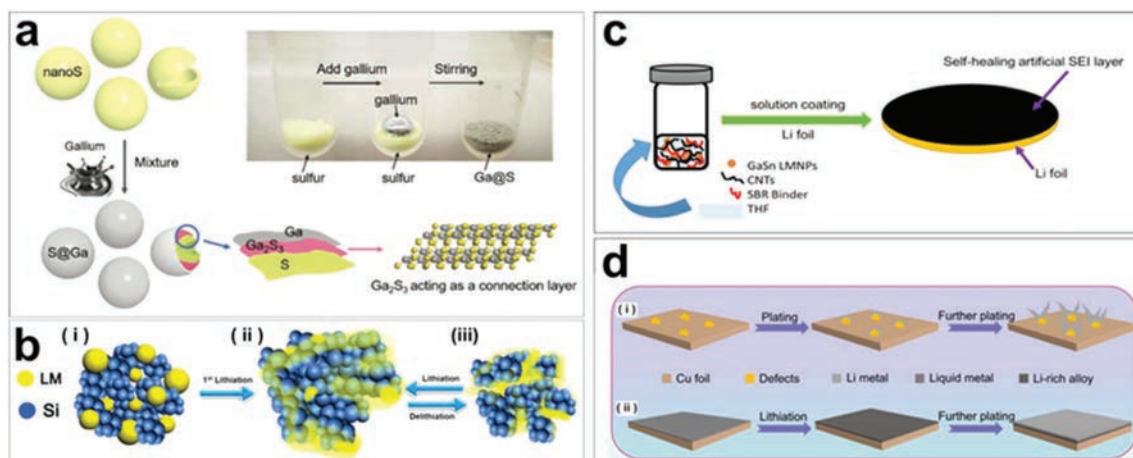 a
nanoS
Gallium
Mixture
S@Ga
Add gallium
Stirring
gallium
sulfur
sulfur
Ga@S
Ga
Ga₂S₃
S
Ga₂S₃ acting as a connection layer
b
(i)
(ii)
(iii)
LM
Si
1st Lithiation
Lithiation
Delithiation
c
Self-healing artificial SEI layer
solution coating
Li foil
Li foil
GaSn LMNPs
CNTs
SBR Binder
THF
d
(i)
Plating
Further plating
Cu foil
Defects
Li metal
Liquid metal
Li-rich alloy
(ii)
Lithiation
Further plating